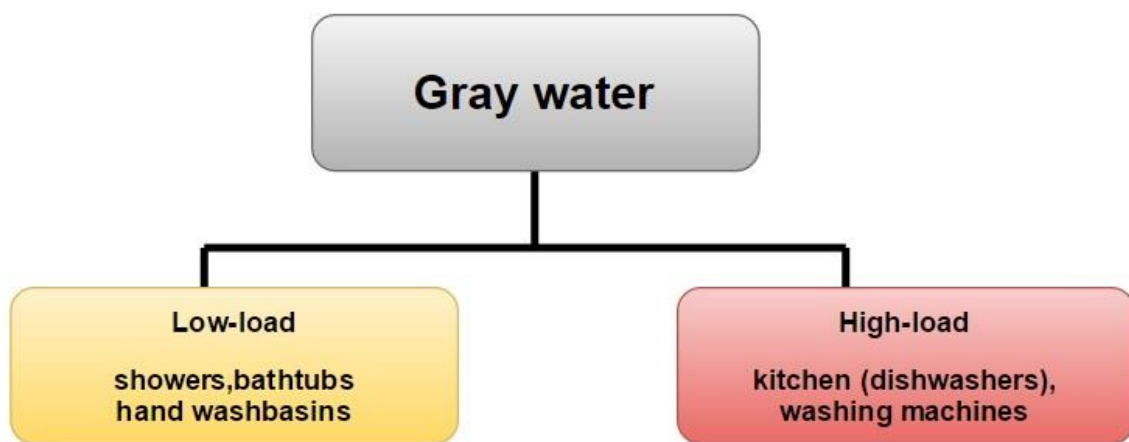 Gray water
Low-load
showers,bathtubs
hand washbasins
High-load
kitchen (dishwashers),
washing machines